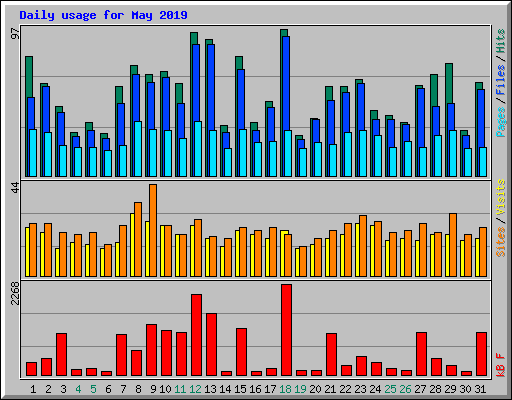 Daily usage for May 2019
97
Pages / Files / Hits
44
Sites / Visits
2268
kB F
1 2 3 4 5 6 7 8 9 10 11 12 13 14 15 16 17 18 19 20 21 22 23 24 25 26 27 28 29 30 31